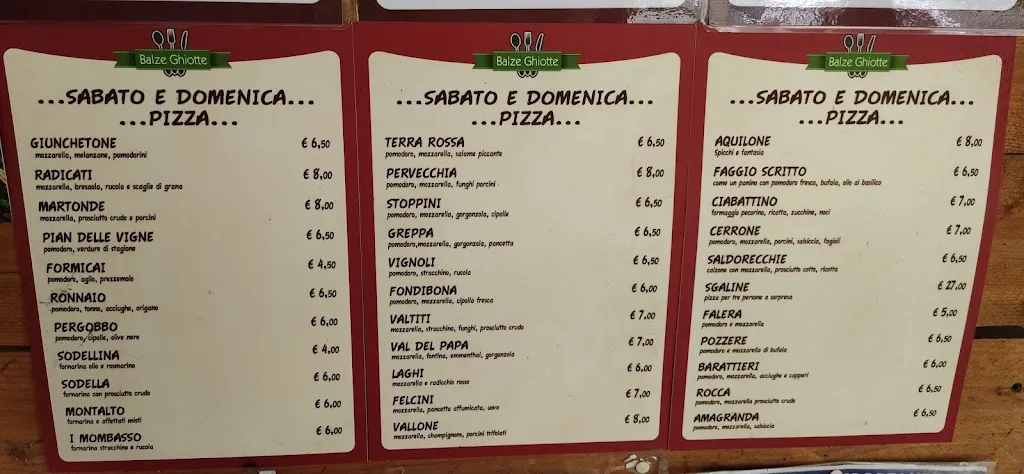 Balze Ghiotte
...SABATO E DOMENICA...
...PIZZA...
GIUNCHETONE € 6,50
mozzarella, melanzane, pomodorini
RADICATI € 8,00
mozzarella, bresaola, rucola e scaglie di grana
MARTONDE € 8,00
mozzarella, prosciutto crudo e porcini
PIAN DELLE VIGNE € 6,50
pomodoro, verdure di stagione
FORMICAI € 4,50
pomodoro, aglio, prezzemolo
RONNAIO € 6,50
pomodoro, tonno, acciughe, origano
PERGOBBO € 6,00
pomodoro, cipolle, olive nere
SODELLINA € 4,00
fornarina olio e rosmarino
SODELLA € 6,00
fornarina con prosciutto crudo
MONTALTO € 6,00
fornarina e affettati misti
I MOMBASSO € 6,00
fornarina stracchino e rucola
Balze Ghiotte
...SABATO E DOMENICA...
...PIZZA...
TERRA ROSSA € 6,50
pomodoro, mozzarella, salame piccante
PERVECCHIA € 8,00
pomodoro, mozzarella, funghi porcini
STOPPINI € 6,50
pomodoro, mozzarella, gorgonzola, cipolle
GREPPA € 6,50
pomodoro,mozzarella, gorgonzola, pancetta
VIGNOLI € 6,50
pomodoro, stracchino, rucola
FONDIBONA € 6,00
pomodoro, mozzarella, cipolla fresca
VALTITI € 7,00
mozzarella, stracchino, funghi, prosciutto crudo
VAL DEL PAPA € 7,00
mozzarella, fontina, emmenthal, gorgonzola
LAGHI € 6,00
mozzarella e radicchio rosso
FELCINI € 7,00
mozzarella, pancetta affumicata, uova
VALLONE € 8,00
mozzarella, champignons, porcini trifolati
Balze Ghiotte
...SABATO E DOMENICA...
...PIZZA...
AQUILONE € 8,00
Spicchi e fantasia
FAGGIO SCRITTO € 6,50
come un panino con pomodoro fresco, bufala, olio al basilico
CIABATTINO € 7,00
formaggio pecorino, ricotta, zucchine, noci
CERRONE € 7,00
pomodoro, mozzarella, porcini, salsiccia, fagioli
SALDORECCHIE € 6,50
calzone con mozzarella, prosciutto cotto, ricotta
SGALINE € 27,00
pizza per tre persone a sorpresa
FALERA € 5,00
pomodoro e mozzarella
POZZERE € 6,50
pomodoro e mozzarella di bufala
BARATTIERI € 6,00
pomodoro, mozzarella, acciughe e capperi
ROCCA € 6,50
pomodoro, mozzarella prosciutto crudo
AMAGRANDA € 6,50
pomodoro, mozzarella, salsiccia